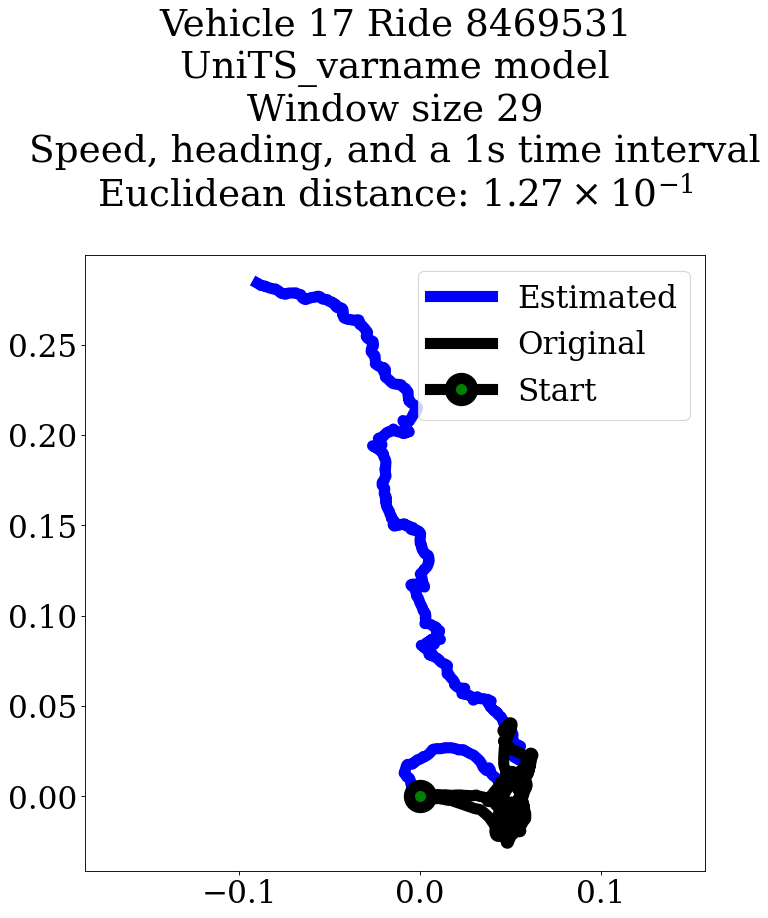 Vehicle 17 Ride 8469531
UniTS_varname model
Window size 29
Speed, heading, and a 1s time interval
Euclidean distance: 1.27 × 10⁻¹
Estimated
Original
Start
0.25
0.20
0.15
0.10
0.05
0.00
−0.1 0.0 0.1